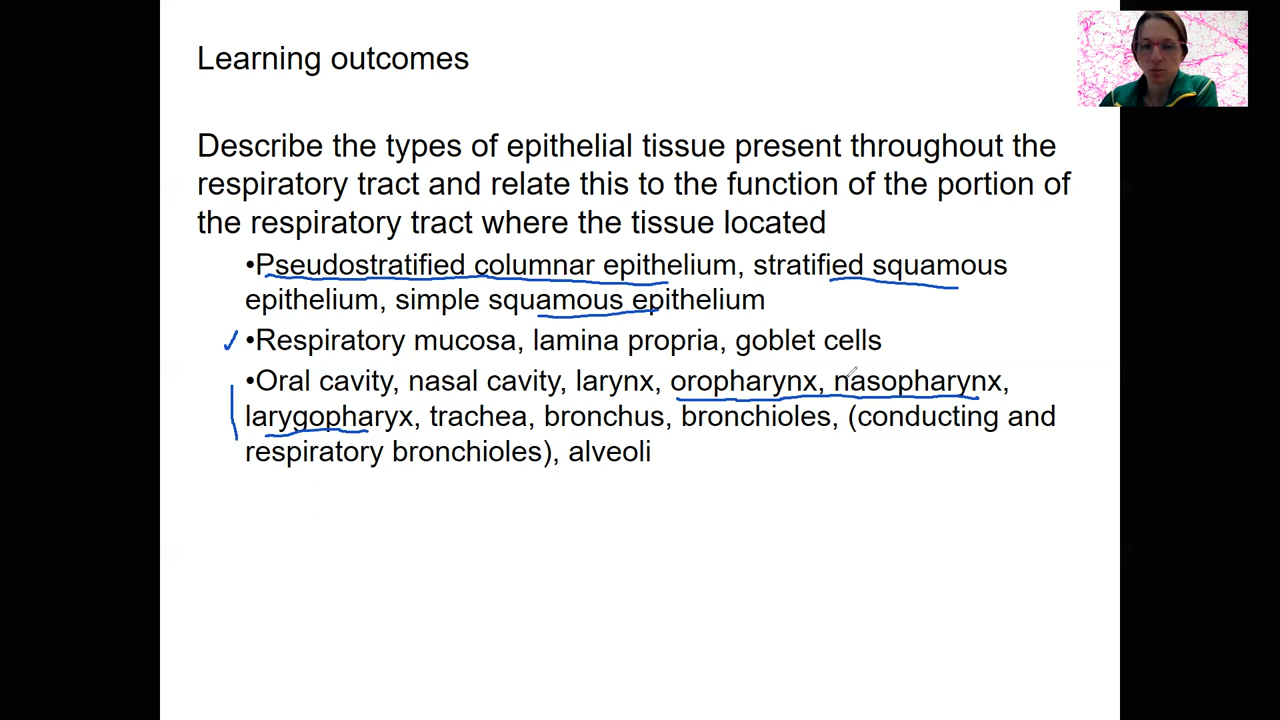 Learning outcomes
Describe the types of epithelial tissue present throughout the
respiratory tract and relate this to the function of the portion of
the respiratory tract where the tissue located
•Pseudostratified columnar epithelium, stratified squamous
epithelium, simple squamous epithelium
•Respiratory mucosa, lamina propria, goblet cells
•Oral cavity, nasal cavity, larynx, oropharynx, nasopharynx,
larygopharyx, trachea, bronchus, bronchioles, (conducting and
respiratory bronchioles), alveoli